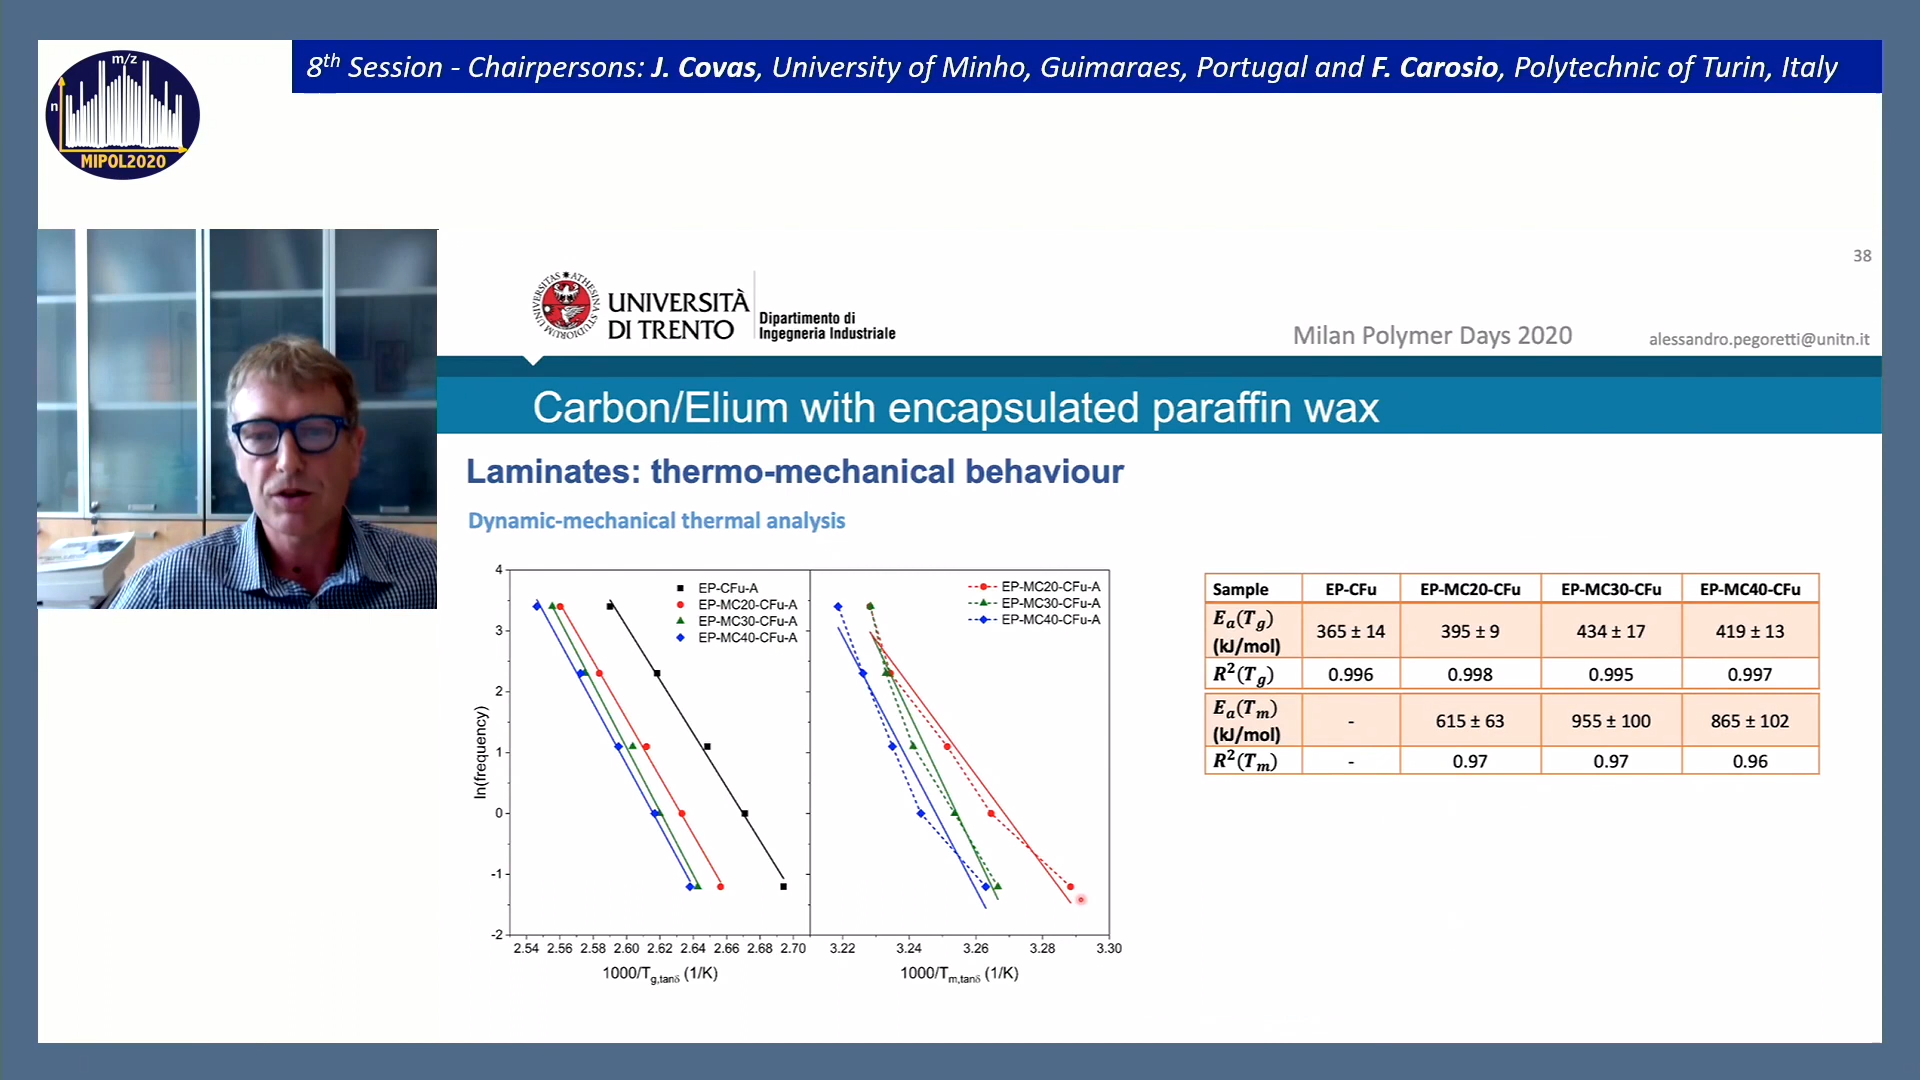 8th Session - Chairpersons: J. Covas, University of Minho, Guimaraes, Portugal and F. Carosio, Polytechnic of Turin, Italy
m/z
n
MIPOL2020
38
UNIVERSITÀ
DI TRENTO
Dipartimento di
Ingegneria Industriale
Milan Polymer Days 2020
alessandro.pegoretti@unitn.it
Carbon/Elium with encapsulated paraffin wax
Laminates: thermo-mechanical behaviour
Dynamic-mechanical thermal analysis
ln(frequency)
4
3
2
1
0
-1
-2
EP-CFu-A
EP-MC20-CFu-A
EP-MC30-CFu-A
EP-MC40-CFu-A
EP-MC20-CFu-A
EP-MC30-CFu-A
EP-MC40-CFu-A
2.54 2.56 2.58 2.60 2.62 2.64 2.66 2.68 2.70
3.22 3.24 3.26 3.28 3.30
1000/Tg,tanδ (1/K)
1000/Tm,tanδ (1/K)
Sample EP-CFu EP-MC20-CFu EP-MC30-CFu EP-MC40-CFu
Ea(Tg) (kJ/mol) 365 ± 14 395 ± 9 434 ± 17 419 ± 13
R²(Tg) 0.996 0.998 0.995 0.997
Ea(Tm) (kJ/mol) - 615 ± 63 955 ± 100 865 ± 102
R²(Tm) - 0.97 0.97 0.96